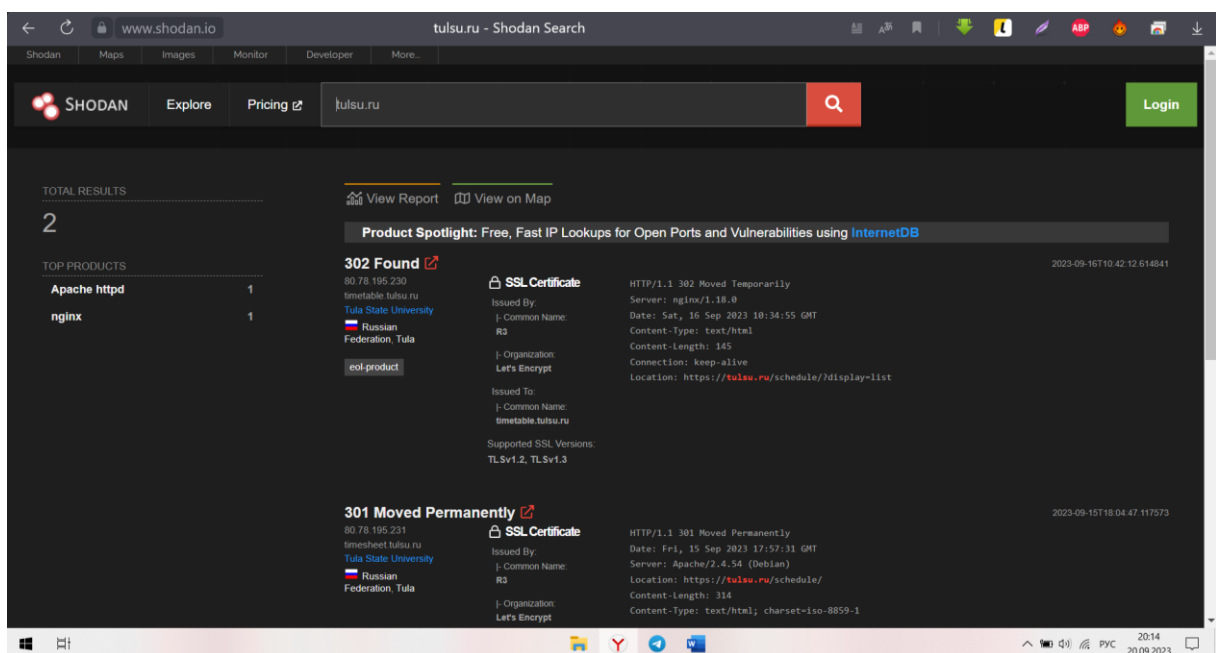 www.shodan.io
tulsu.ru - Shodan Search
ABP
Shodan
Maps
Images
Monitor
Developer
More...
SHODAN
Explore
Pricing
tulsu.ru
Login
TOTAL RESULTS
2
TOP PRODUCTS
Apache httpd 1
nginx 1
View Report
View on Map
Product Spotlight: Free, Fast IP Lookups for Open Ports and Vulnerabilities using InternetDB
302 Found
2023-09-16T10:42:12.614841
80.78.195.230
timetable.tulsu.ru
Tula State University
Russian
Federation, Tula
eol-product
SSL Certificate
Issued By:
|- Common Name:
R3
|- Organization:
Let's Encrypt
Issued To:
|- Common Name:
timetable.tulsu.ru
Supported SSL Versions:
TLSv1.2, TLSv1.3
HTTP/1.1 302 Moved Temporarily
Server: nginx/1.18.0
Date: Sat, 16 Sep 2023 10:34:55 GMT
Content-Type: text/html
Content-Length: 145
Connection: keep-alive
Location: https://tulsu.ru/schedule/?display=list
301 Moved Permanently
2023-09-15T18:04:47.117573
80.78.195.231
timesheet.tulsu.ru
Tula State University
Russian
Federation, Tula
SSL Certificate
Issued By:
|- Common Name:
R3
|- Organization:
Let's Encrypt
HTTP/1.1 301 Moved Permanently
Date: Fri, 15 Sep 2023 17:57:31 GMT
Server: Apache/2.4.54 (Debian)
Location: https://tulsu.ru/schedule/
Content-Length: 314
Content-Type: text/html; charset=iso-8859-1
РУС
20:14
20.09.2023